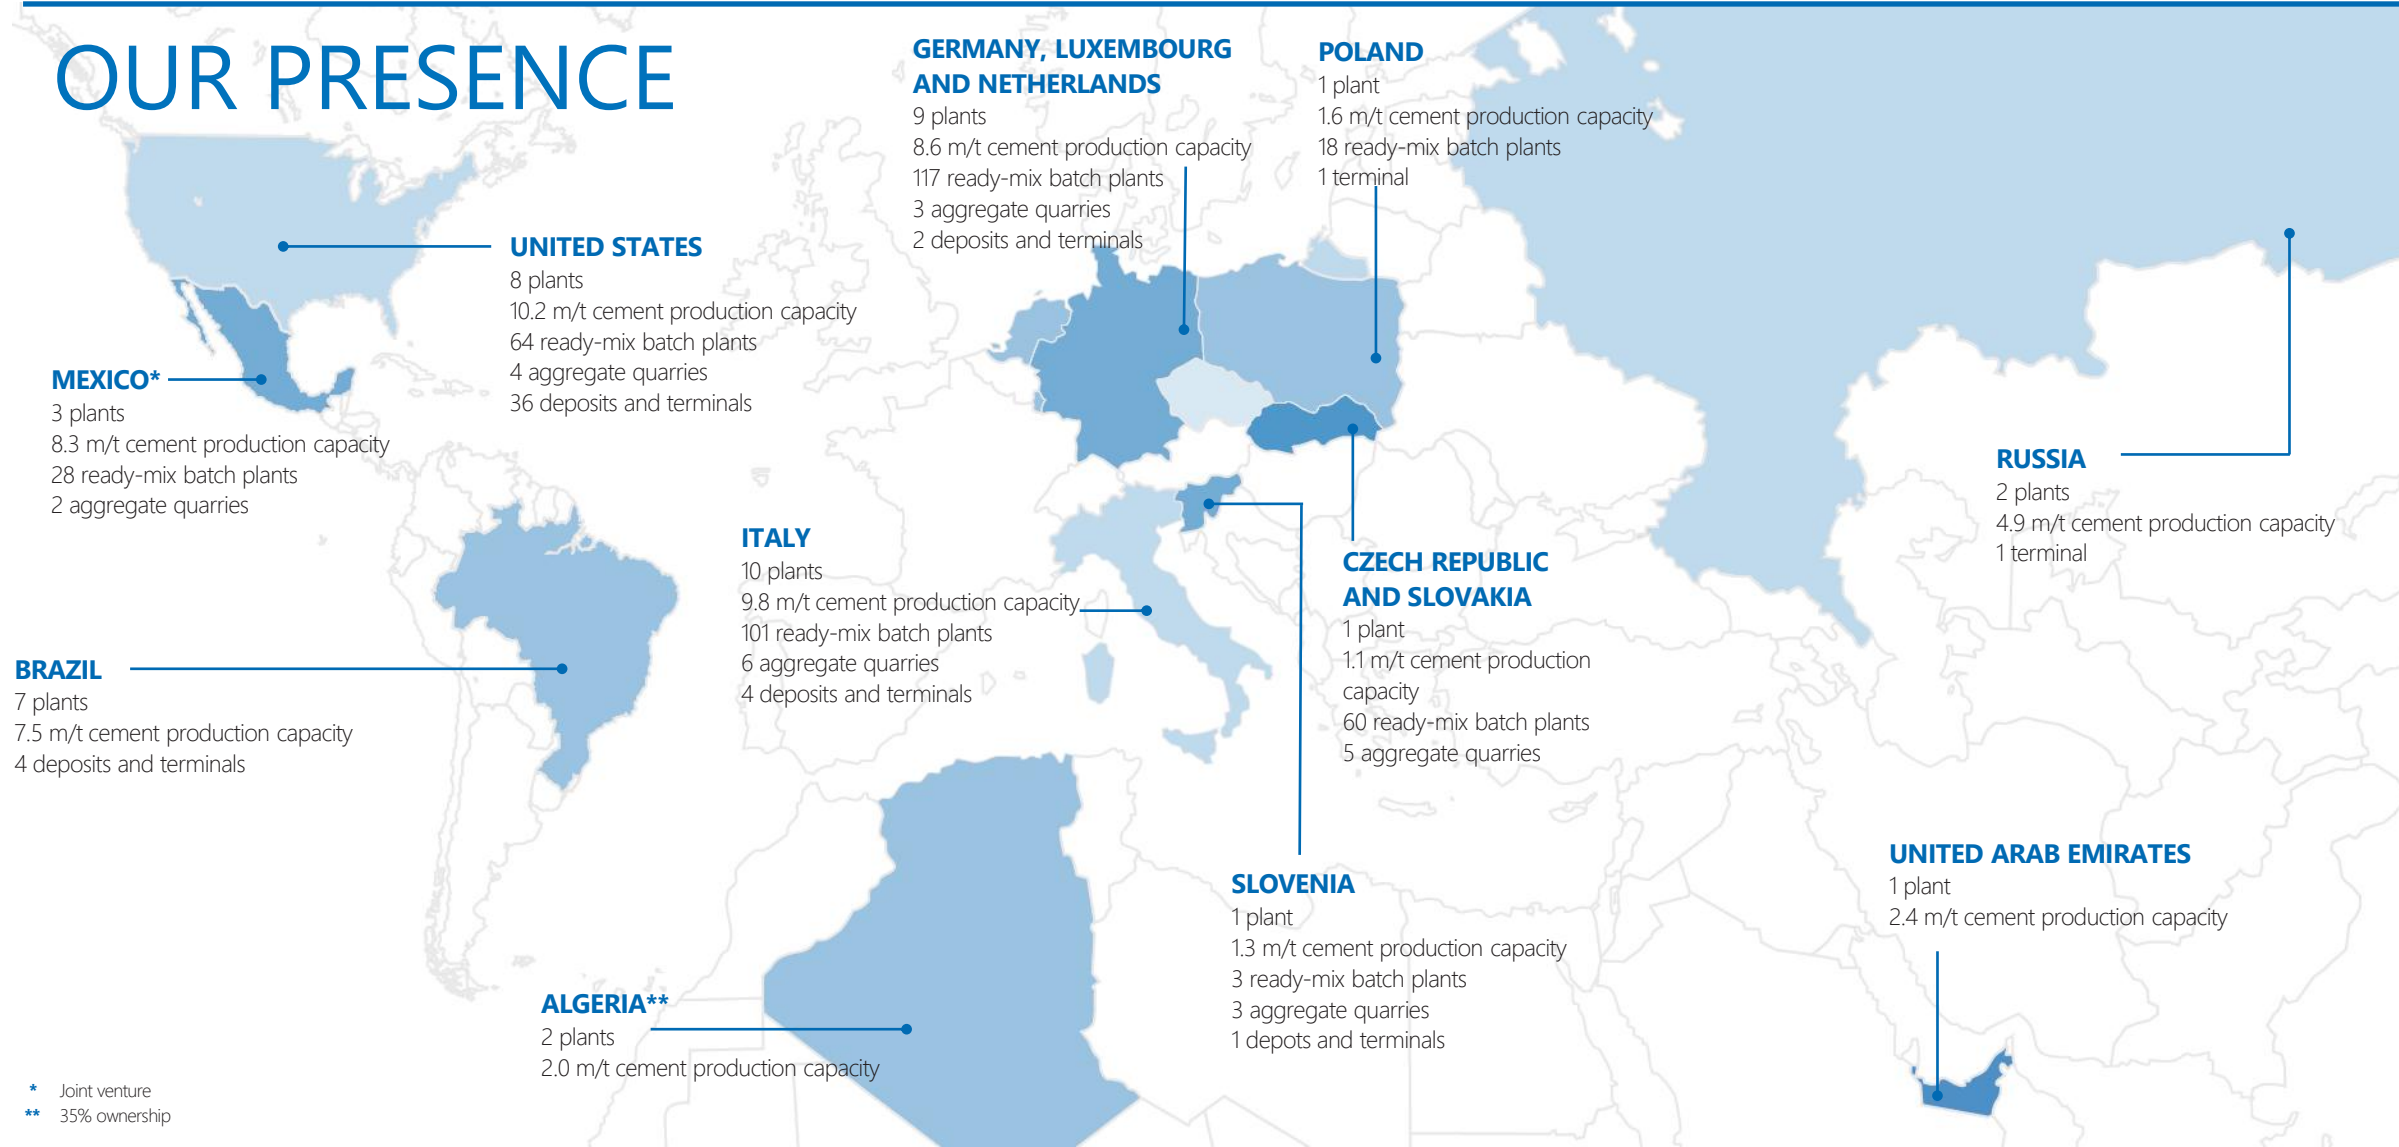 OUR PRESENCE
GERMANY, LUXEMBOURG
AND NETHERLANDS
9 plants
8.6 m/t cement production capacity
117 ready-mix batch plants
3 aggregate quarries
2 deposits and terminals
POLAND
1 plant
1.6 m/t cement production capacity
18 ready-mix batch plants
1 terminal
UNITED STATES
8 plants
10.2 m/t cement production capacity
64 ready-mix batch plants
4 aggregate quarries
36 deposits and terminals
MEXICO*
3 plants
8.3 m/t cement production capacity
28 ready-mix batch plants
2 aggregate quarries
RUSSIA
2 plants
4.9 m/t cement production capacity
1 terminal
ITALY
10 plants
9.8 m/t cement production capacity
101 ready-mix batch plants
6 aggregate quarries
4 deposits and terminals
CZECH REPUBLIC
AND SLOVAKIA
1 plant
1.1 m/t cement production
capacity
60 ready-mix batch plants
5 aggregate quarries
BRAZIL
7 plants
7.5 m/t cement production capacity
4 deposits and terminals
UNITED ARAB EMIRATES
1 plant
2.4 m/t cement production capacity
SLOVENIA
1 plant
1.3 m/t cement production capacity
3 ready-mix batch plants
3 aggregate quarries
1 depots and terminals
ALGERIA**
2 plants
2.0 m/t cement production capacity
* Joint venture
** 35% ownership